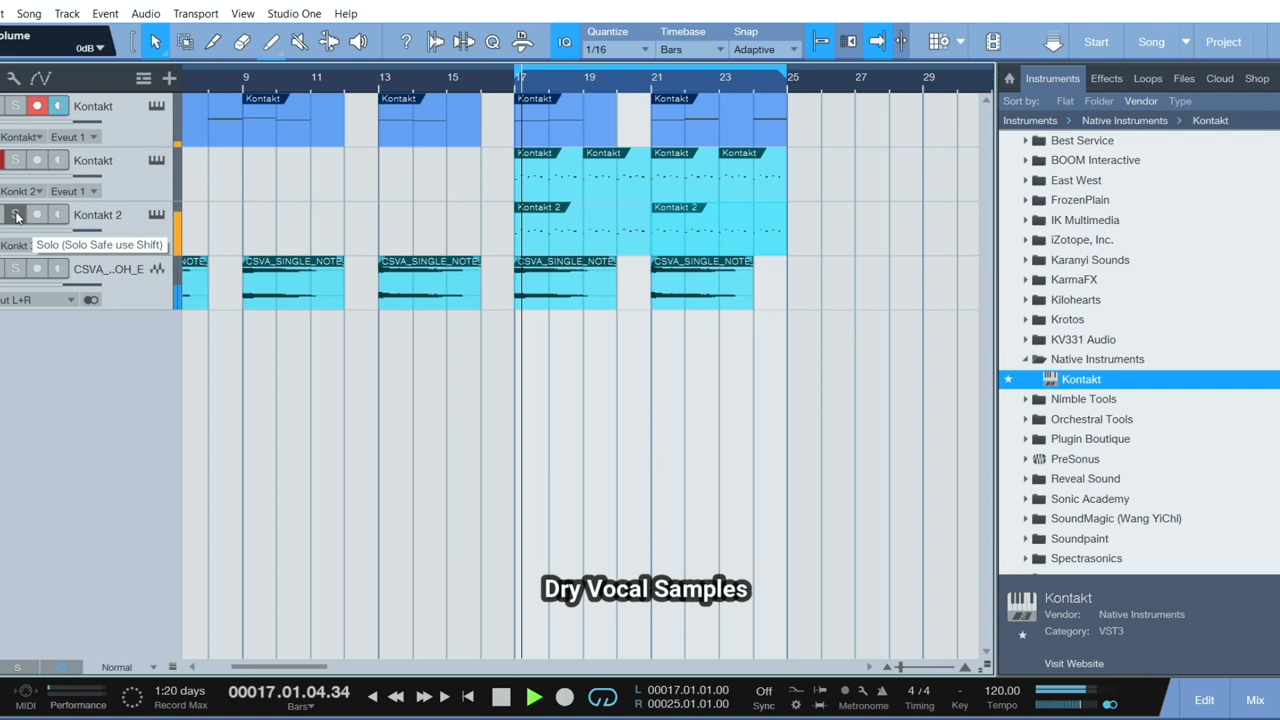 t Song Track Event Audio Transport View Studio One Help
olume
0dB
?
IQ
Quantize Timebase Snap
1/16 Bars Adaptive
Start Song Project
9 11 13 15 17 19 21 23 25 27 29
Instruments Effects Loops Files Cloud Shop
Sort by: Flat Folder Vendor Type
Instruments > Native Instruments > Kontakt
S Kontakt
Kontakt Eveut 1
Kontakt Kontakt Kontakt Kontakt
Kontakt
Konkt 2 Eveut 1
Kontakt Kontakt Kontakt Kontakt
S Kontakt 2
Konkt
Solo (Solo Safe use Shift)
Kontakt 2 Kontakt 2
S CSVA_..OH_E
NOTE CSVA_SINGLE_NOTE CSVA_SINGLE_NOTE CSVA_SINGLE_NOTE CSVA_SINGLE_NOTE
ut L+R
Best Service
BOOM Interactive
East West
FrozenPlain
IK Multimedia
iZotope, Inc.
Karanyi Sounds
KarmaFX
Kilohearts
Krotos
KV331 Audio
Native Instruments
Kontakt
Nimble Tools
Orchestral Tools
Plugin Boutique
PreSonus
Reveal Sound
Sonic Academy
SoundMagic (Wang YiChi)
Soundpaint
Spectrasonics
Dry Vocal Samples
Kontakt
Vendor: Native Instruments
Category: VST3
Visit Website
S Normal
MIDI Performance
1:20 days
Record Max
00017.01.04.34
Bars
L 00017.01.01.00
R 00025.01.01.00
Off
Sync
Metronome
4 / 4
Timing
-
Key
120.00
Tempo
Edit Mix